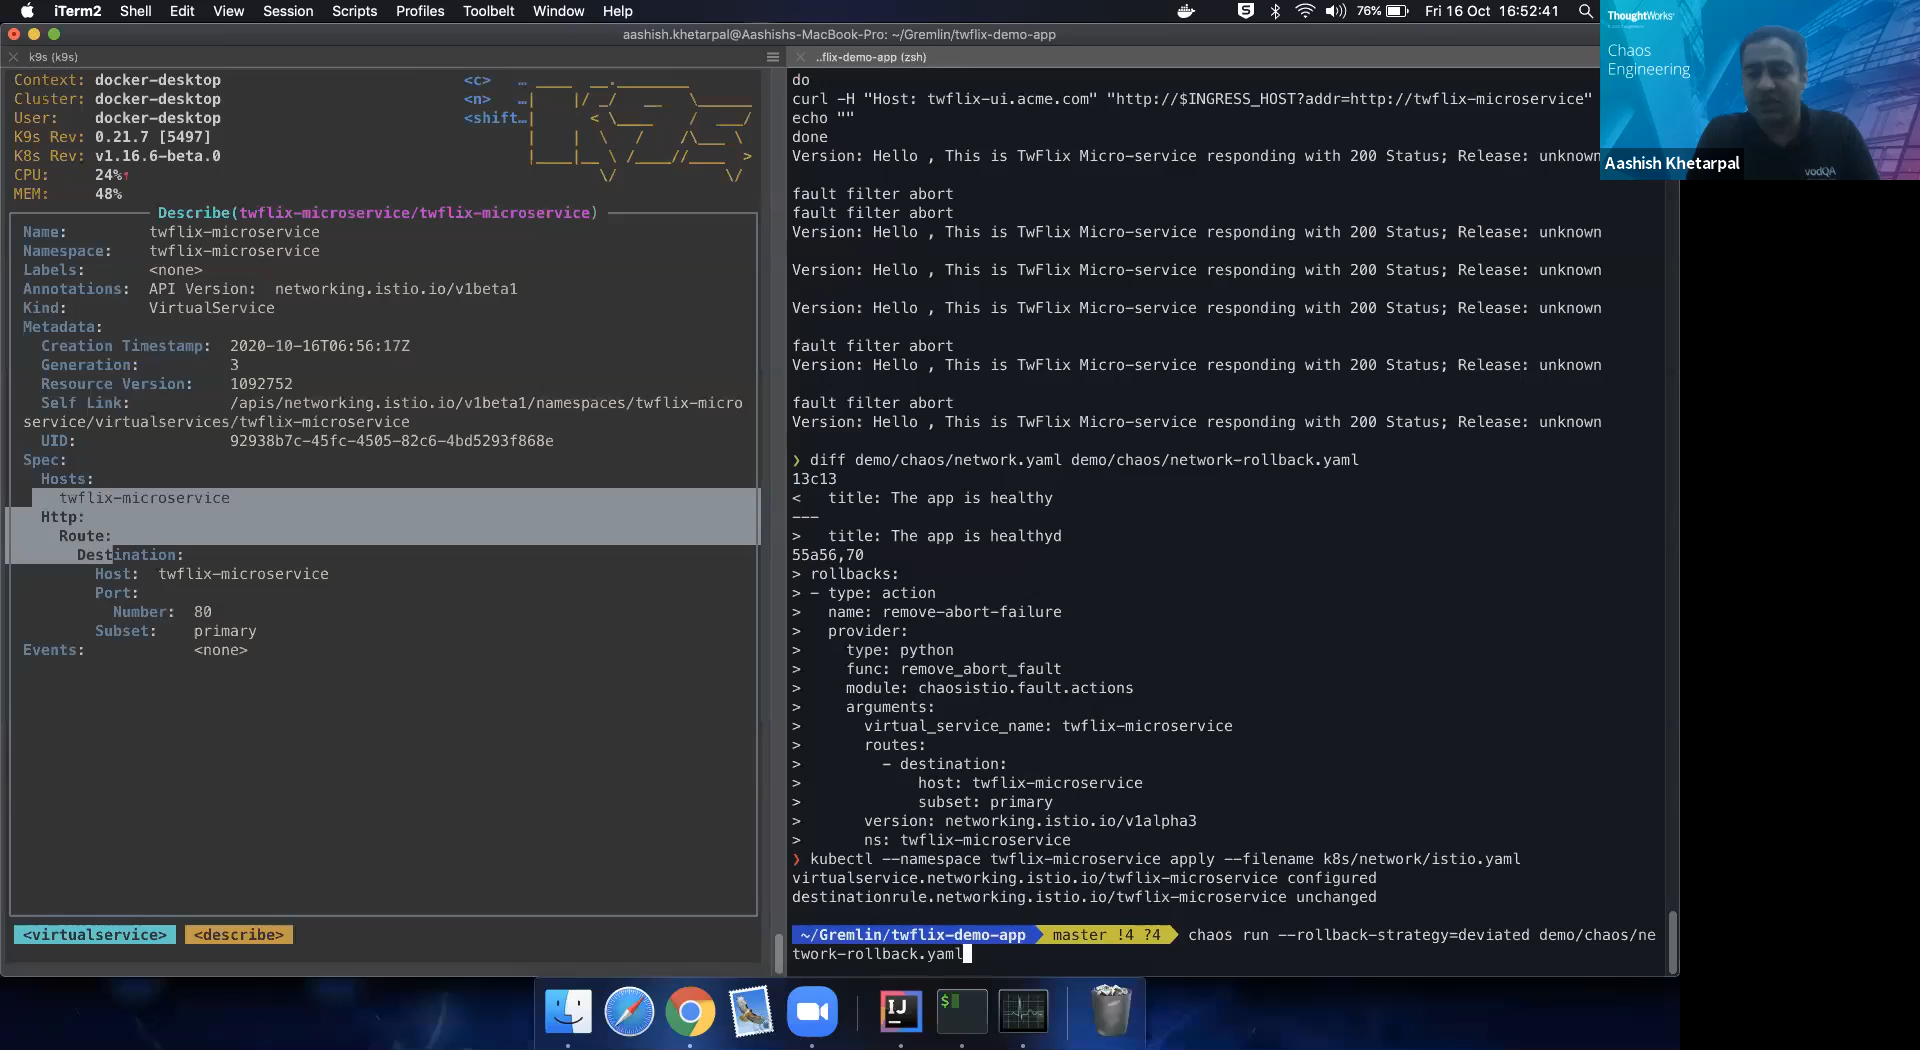 iTerm2 Shell Edit View Session Scripts Profiles Toolbelt Window Help
76% Fri 16 Oct 16:52:41
aashish.khetarpal@Aashishs-MacBook-Pro: ~/Gremlin/twflix-demo-app
k9s (k9s)
Context: docker-desktop <c> …
Cluster: docker-desktop <n> …
User: docker-desktop <shift…
K9s Rev: 0.21.7 [5497]
K8s Rev: v1.16.6-beta.0
CPU: 24%↑
MEM: 48%
Describe(twflix-microservice/twflix-microservice)
Name: twflix-microservice
Namespace: twflix-microservice
Labels: <none>
Annotations: API Version: networking.istio.io/v1beta1
Kind: VirtualService
Metadata:
Creation Timestamp: 2020-10-16T06:56:17Z
Generation: 3
Resource Version: 1092752
Self Link: /apis/networking.istio.io/v1beta1/namespaces/twflix-micro
service/virtualservices/twflix-microservice
UID: 92938b7c-45fc-4505-82c6-4bd5293f868e
Spec:
Hosts:
twflix-microservice
Http:
Route:
Destination:
Host: twflix-microservice
Port:
Number: 80
Subset: primary
Events: <none>
<virtualservice> <describe>
..flix-demo-app (zsh)
do
curl -H "Host: twflix-ui.acme.com" "http://$INGRESS_HOST?addr=http://twflix-microservice"
echo ""
done
Version: Hello , This is TwFlix Micro-service responding with 200 Status; Release: unknown
fault filter abort
fault filter abort
Version: Hello , This is TwFlix Micro-service responding with 200 Status; Release: unknown
Version: Hello , This is TwFlix Micro-service responding with 200 Status; Release: unknown
Version: Hello , This is TwFlix Micro-service responding with 200 Status; Release: unknown
fault filter abort
Version: Hello , This is TwFlix Micro-service responding with 200 Status; Release: unknown
fault filter abort
Version: Hello , This is TwFlix Micro-service responding with 200 Status; Release: unknown
❯ diff demo/chaos/network.yaml demo/chaos/network-rollback.yaml
13c13
< title: The app is healthy
---
> title: The app is healthyd
55a56,70
> rollbacks:
> - type: action
> name: remove-abort-failure
> provider:
> type: python
> func: remove_abort_fault
> module: chaosistio.fault.actions
> arguments:
> virtual_service_name: twflix-microservice
> routes:
> - destination:
> host: twflix-microservice
> subset: primary
> version: networking.istio.io/v1alpha3
> ns: twflix-microservice
❯ kubectl --namespace twflix-microservice apply --filename k8s/network/istio.yaml
virtualservice.networking.istio.io/twflix-microservice configured
destinationrule.networking.istio.io/twflix-microservice unchanged
~/Gremlin/twflix-demo-app master !4 ?4 chaos run --rollback-strategy=deviated demo/chaos/ne
twork-rollback.yaml
ThoughtWorks
Chaos
Engineering
Aashish Khetarpal
vodQA
IJ
$